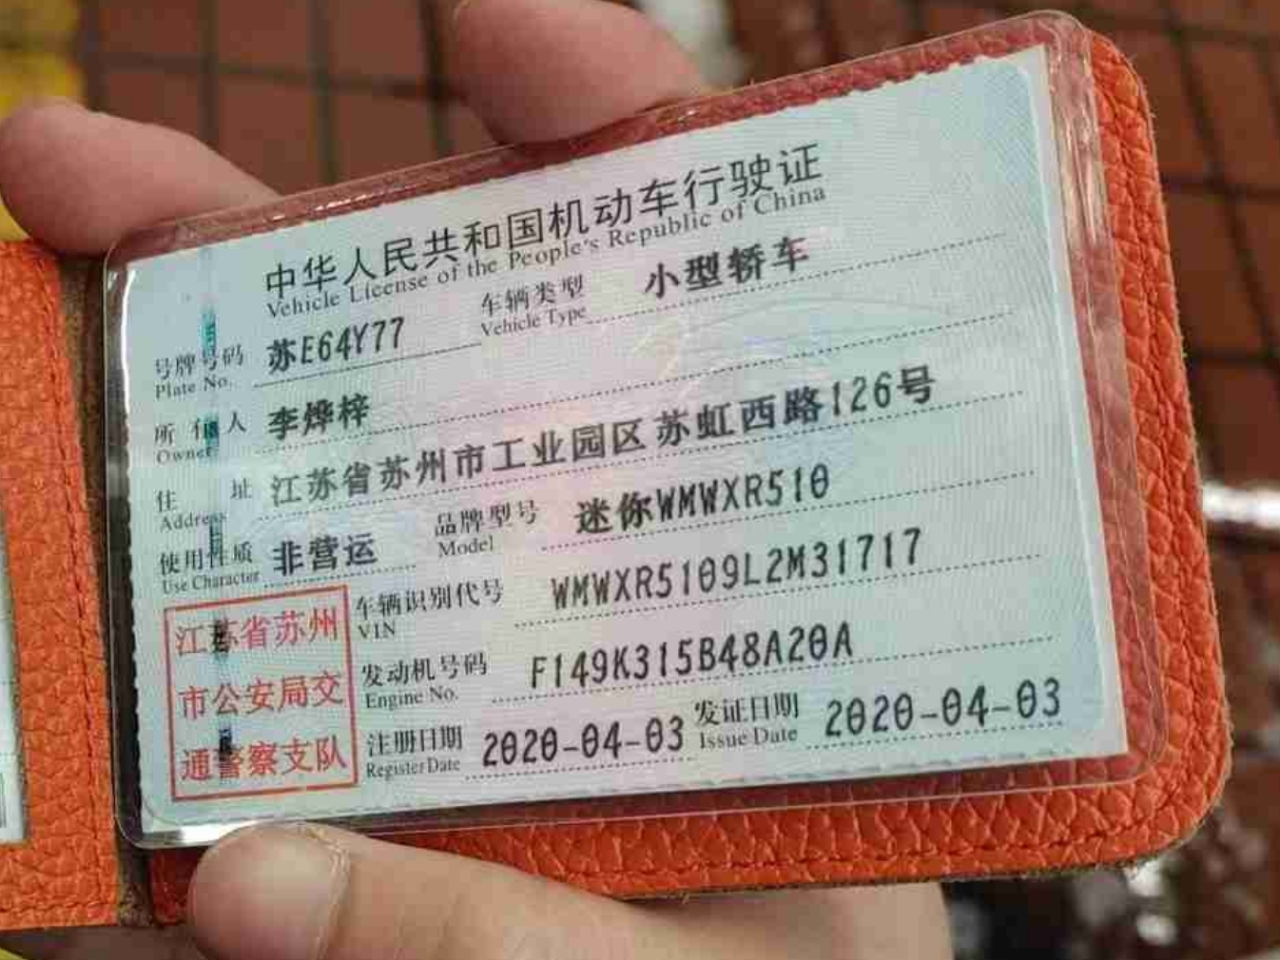 中华人民共和国机动车行驶证
Vehicle License of the People's Republic of China
号牌号码 苏E64Y77 车辆类型 小型轿车
Plate No. Vehicle Type
所有人 李烨梓
Owner
住址 江苏省苏州市工业园区苏虹西路126号
Address
使用性质 非营运 品牌型号 迷你WMWXR510
Use Character Model
车辆识别代号 WMWXR5109L2M31717
VIN
发动机号码 F149K315B48A20A
Engine No.
注册日期 2020-04-03 发证日期 2020-04-03
Register Date Issue Date
江苏省苏州
市公安局交
通警察支队